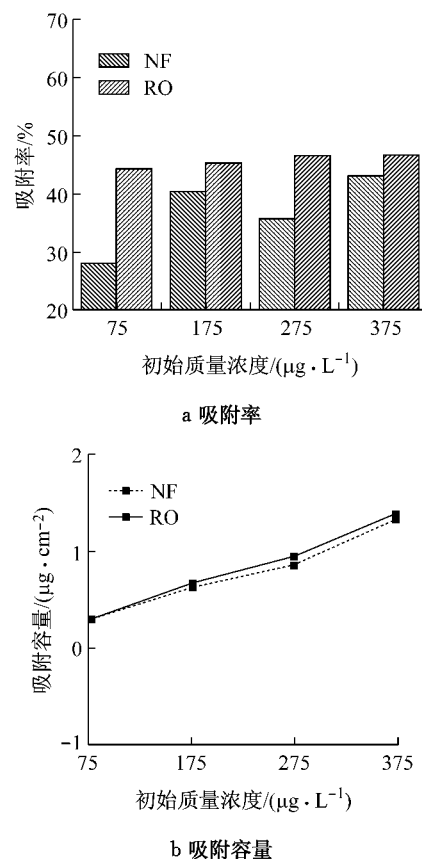 70
60
50
40
30
20
吸附率/%
NF
RO
75 175 275 375
初始质量浓度/(μg·L⁻¹)
a 吸附率
2
1
0
-1
吸附容量/(μg·cm⁻²)
NF
RO
75 175 275 375
初始质量浓度/(μg·L⁻¹)
b 吸附容量